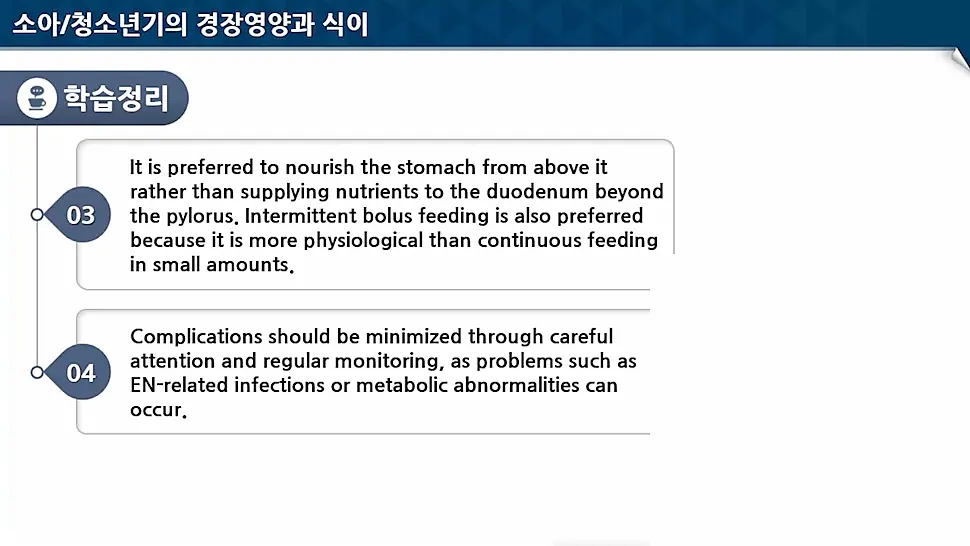 소아/청소년기의 경장영양과 식이
학습정리
03
It is preferred to nourish the stomach from above it
rather than supplying nutrients to the duodenum beyond
the pylorus. Intermittent bolus feeding is also preferred
because it is more physiological than continuous feeding
in small amounts.
04
Complications should be minimized through careful
attention and regular monitoring, as problems such as
EN-related infections or metabolic abnormalities can
occur.